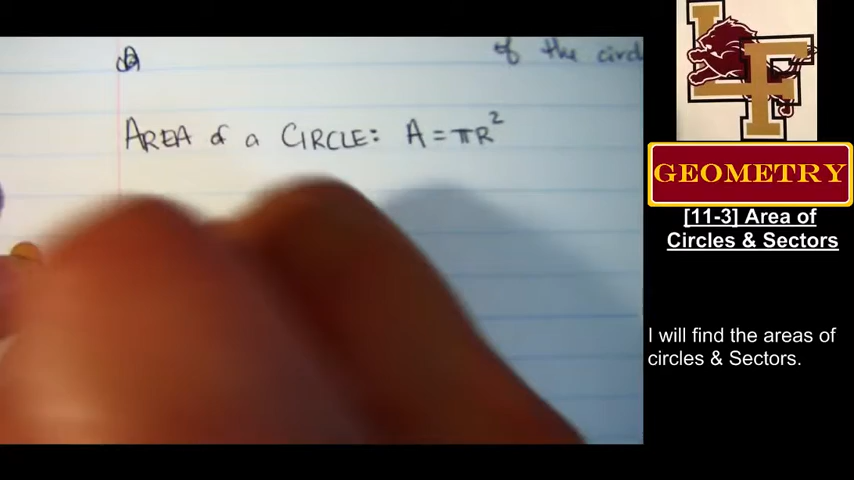 of the circ
AREA of a CIRCLE: A = πR²
LF
GEOMETRY
[11-3] Area of
Circles & Sectors
I will find the areas of
circles & Sectors.